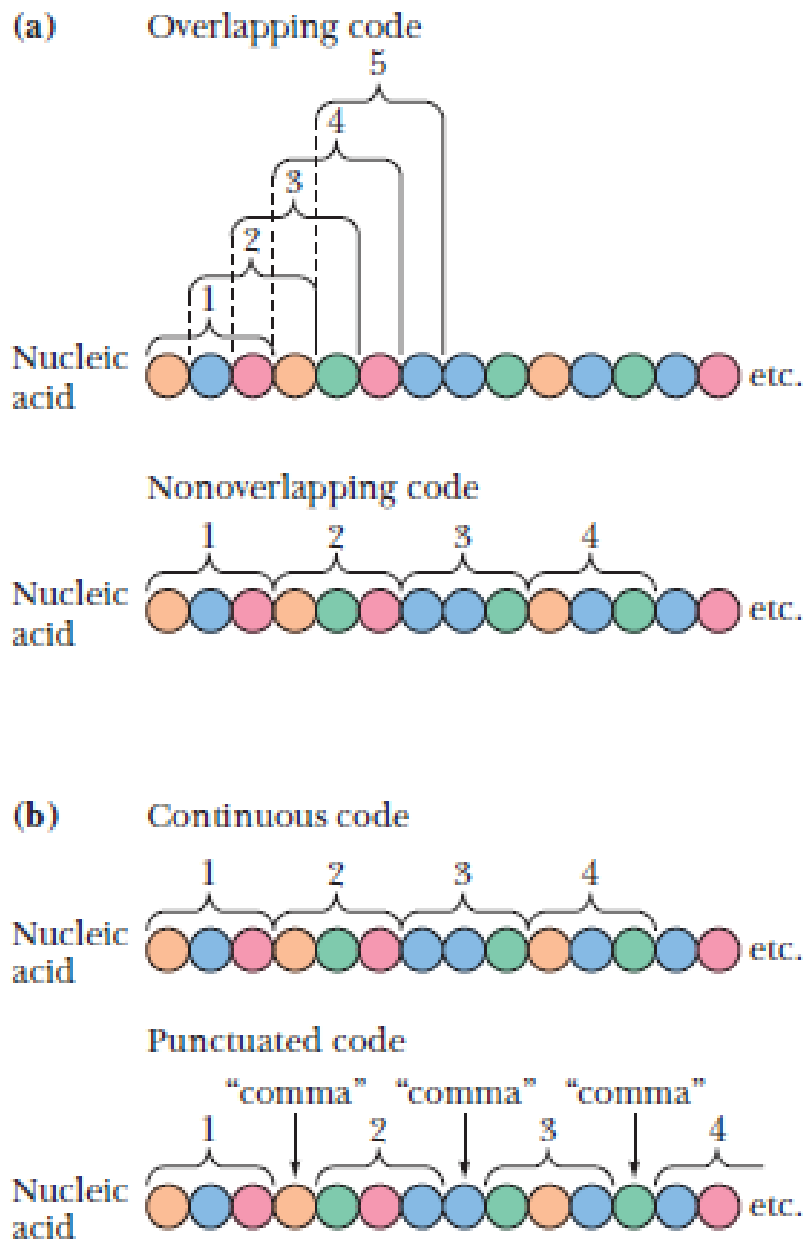 (a) Overlapping code
5
4
3
2
1
Nucleic
acid
etc.
Nonoverlapping code
1 2 3 4
Nucleic
acid
etc.
(b) Continuous code
1 2 3 4
Nucleic
acid
etc.
Punctuated code
“comma” “comma” “comma”
1 2 3 4
Nucleic
acid
etc.